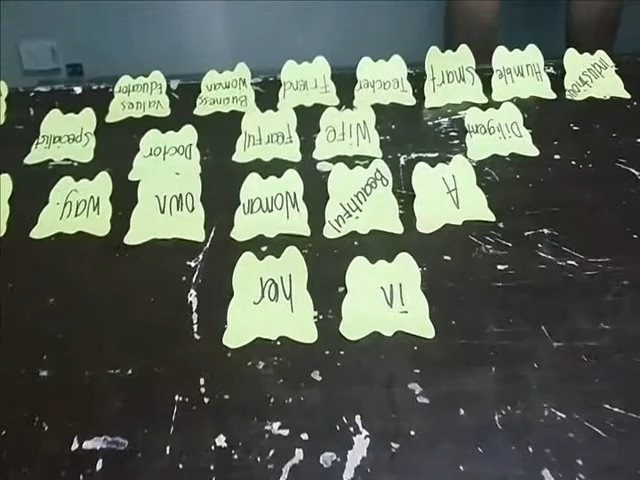 in her
A Beautiful Woman own way.
Diligent Wife Fearful Doctor Specialist
Industrious Humble Smart Teacher Friend Business Woman Values Educator